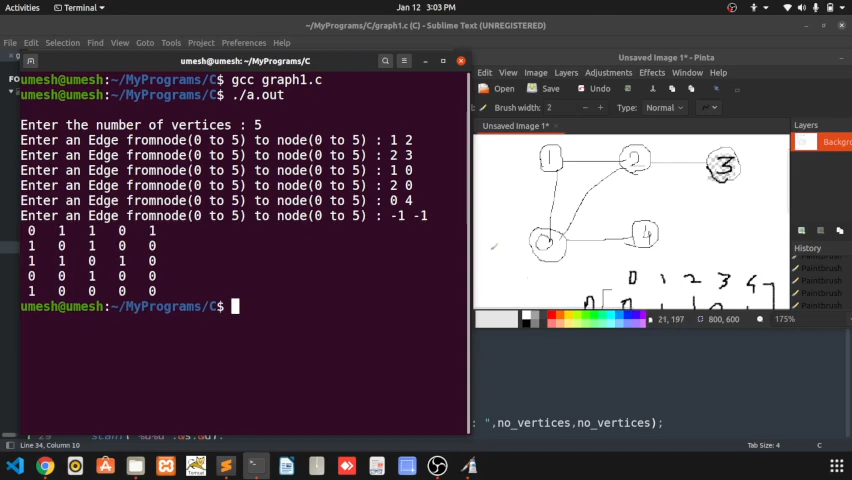 Activities
Terminal
Jan 12 3:03 PM
~/MyPrograms/C/graph1.c (C) - Sublime Text (UNREGISTERED)
File Edit Selection Find View Goto Tools Project Preferences Help
umesh@umesh: ~/MyPrograms/C
umesh@umesh:~/MyPrograms/C$ gcc graph1.c
umesh@umesh:~/MyPrograms/C$ ./a.out
Enter the number of vertices : 5
Enter an Edge fromnode(0 to 5) to node(0 to 5) : 1 2
Enter an Edge fromnode(0 to 5) to node(0 to 5) : 2 3
Enter an Edge fromnode(0 to 5) to node(0 to 5) : 1 0
Enter an Edge fromnode(0 to 5) to node(0 to 5) : 2 0
Enter an Edge fromnode(0 to 5) to node(0 to 5) : 0 4
Enter an Edge fromnode(0 to 5) to node(0 to 5) : -1 -1
0 1 1 0 1
1 0 1 0 0
1 1 0 1 0
0 0 1 0 0
1 0 0 0 0
umesh@umesh:~/MyPrograms/C$
Unsaved Image 1* - Pinta
Edit View Image Layers Adjustments Effects Window Help
Open Undo
Brush width: 2 Type: Normal
Unsaved Image 1*
Layers
Backgro
1 2 3
0 4
0 1 2 3 4
History
Paintbrush
Paintbrush
Paintbrush
Paintbrush
21, 197 800, 600 175%
: ",no_vertices,no_vertices);
29
Line 34, Column 10
Tab Size: 4
C